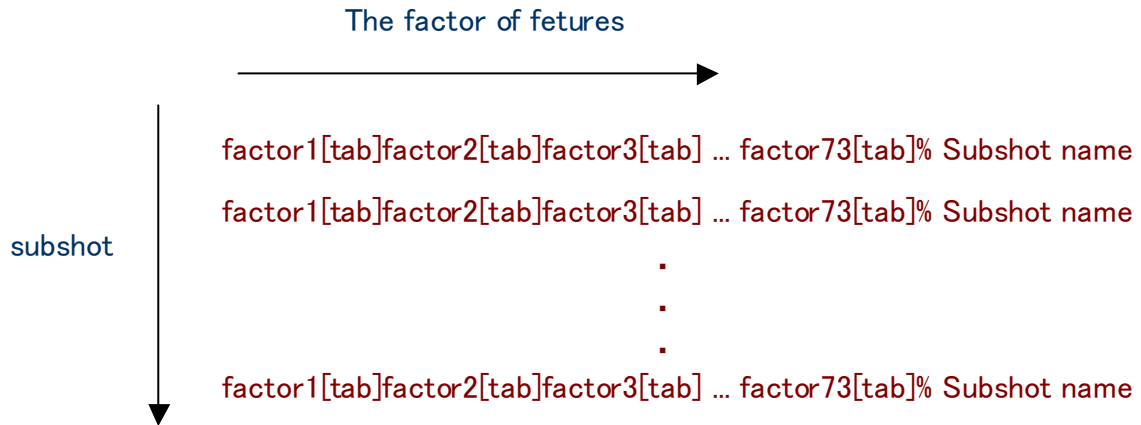 The factor of fetures
factor1[tab]factor2[tab]factor3[tab] ... factor73[tab]% Subshot name
factor1[tab]factor2[tab]factor3[tab] ... factor73[tab]% Subshot name
subshot
.
.
.
factor1[tab]factor2[tab]factor3[tab] ... factor73[tab]% Subshot name